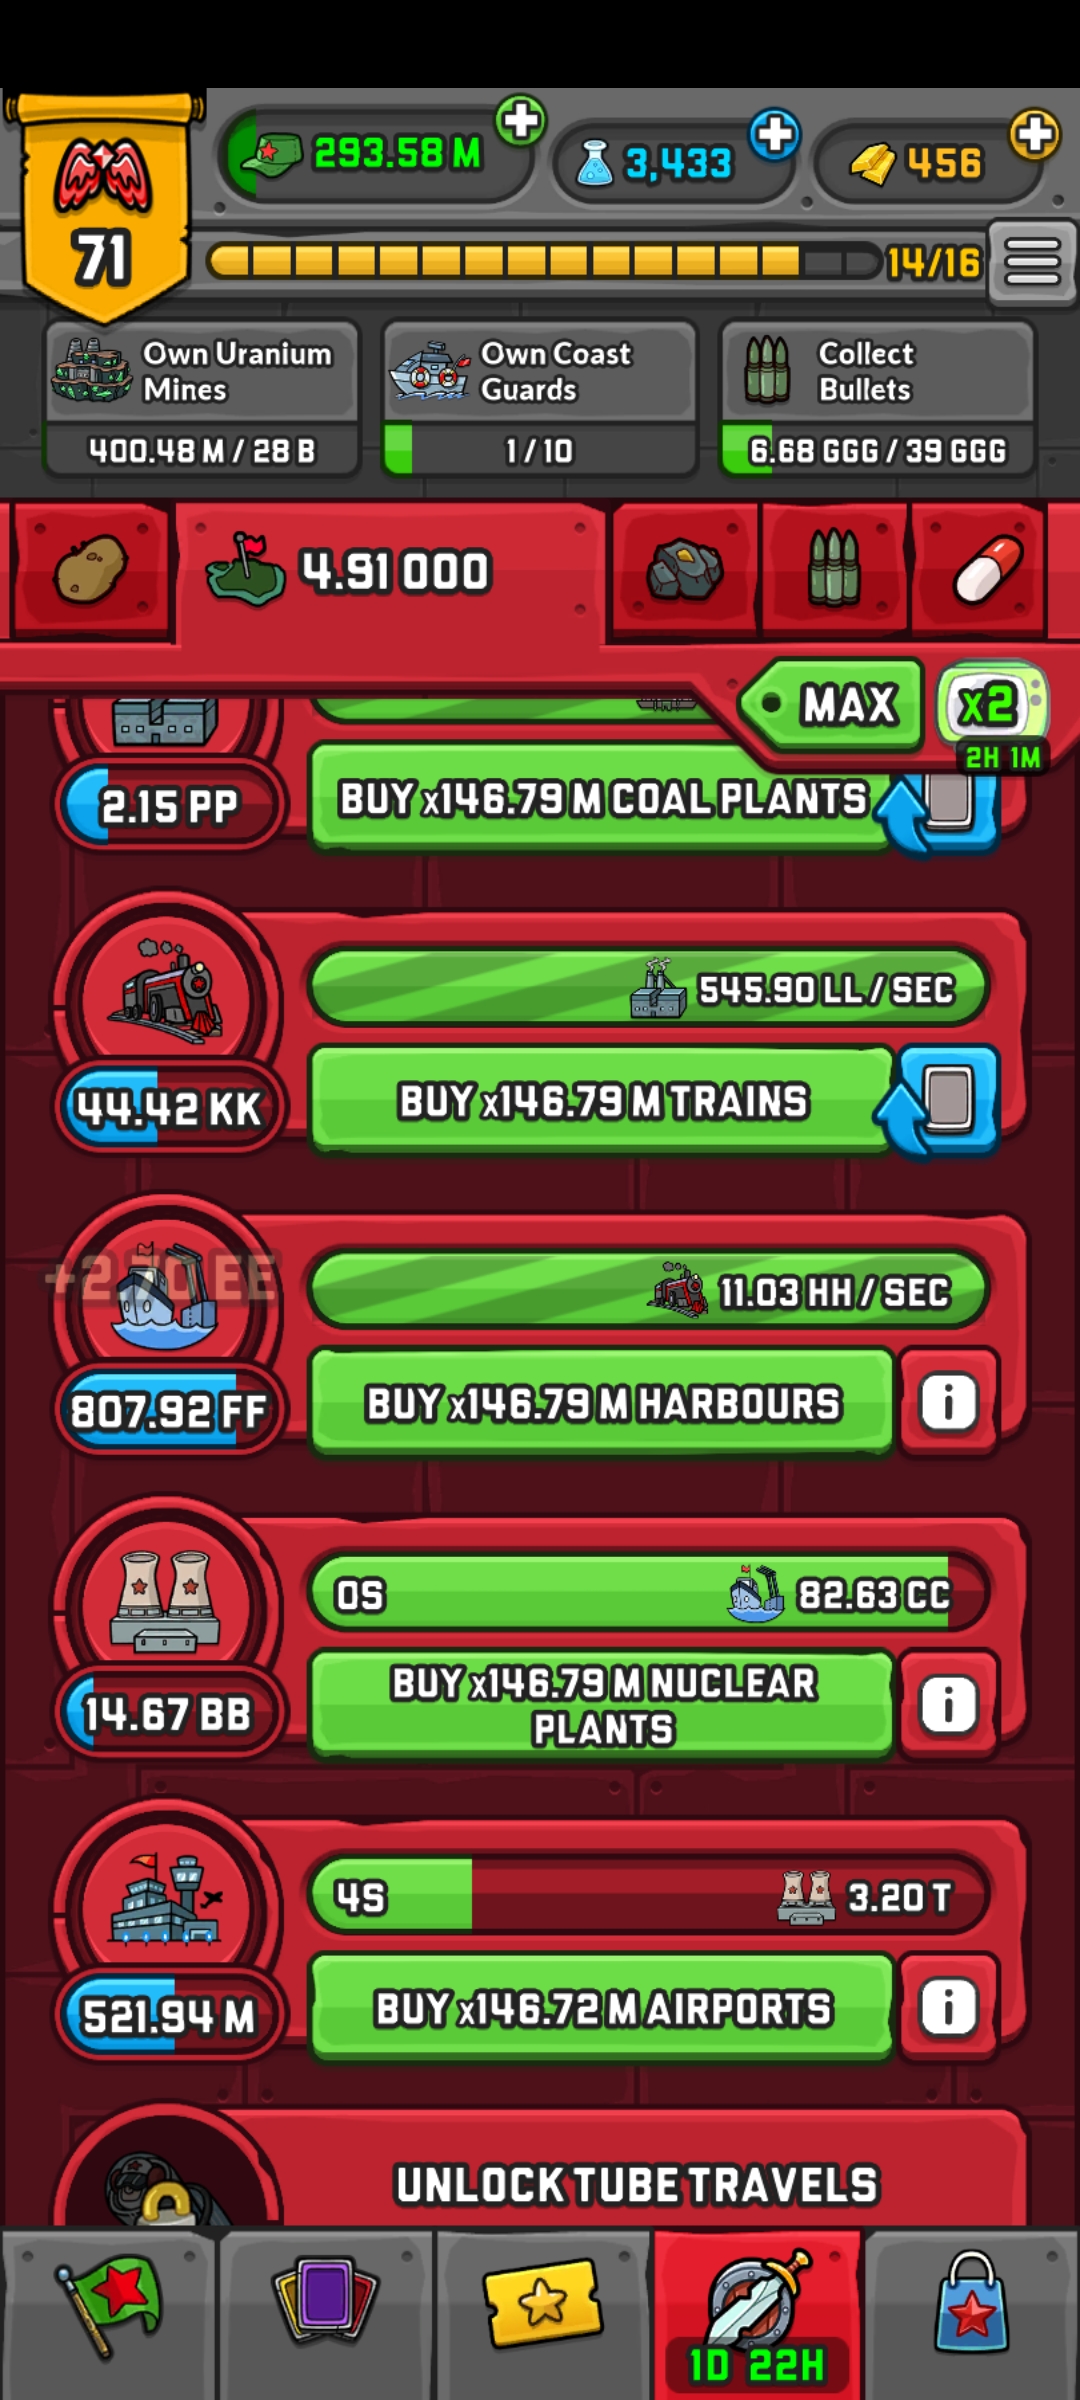 293.58 M
3,433
456
71
14/16
Own Uranium
Mines
400.48 M / 28 B
Own Coast
Guards
1 / 10
Collect
Bullets
6.68 GGG / 39 GGG
4.91 000
MAX
x2
2H 1M
2.15 PP
BUY x146.79 M COAL PLANTS
545.90 LL / SEC
44.42 KK
BUY x146.79 M TRAINS
+2.70 EE
11.03 HH / SEC
807.92 FF
BUY x146.79 M HARBOURS
i
0S
82.63 CC
14.67 BB
BUY x146.79 M NUCLEAR
PLANTS
i
4S
3.20 T
521.94 M
BUY x146.72 M AIRPORTS
i
UNLOCK TUBE TRAVELS
1D 22H